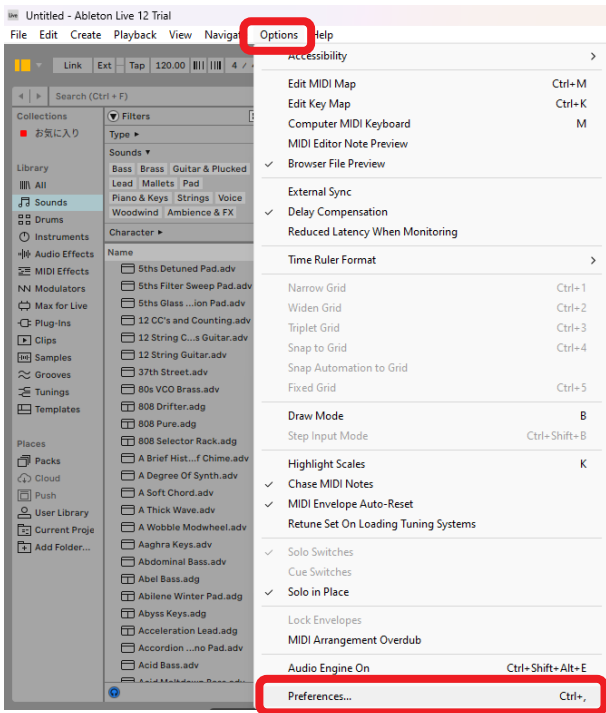 Untitled - Ableton Live 12 Trial
File Edit Create Playback View Navigat Options Help
Link Ext Tap 120.00 4 /
Search (Ctrl + F)
Collections
お気に入り
Library
All
Sounds
Drums
Instruments
Audio Effects
MIDI Effects
Modulators
Max for Live
Plug-Ins
Clips
Samples
Grooves
Tunings
Templates
Places
Packs
Cloud
Push
User Library
Current Proje
Add Folder...
Filters
Type
Sounds
Bass Brass Guitar & Plucked
Lead Mallets Pad
Piano & Keys Strings Voice
Woodwind Ambience & FX
Character
Name
5ths Detuned Pad.adv
5ths Filter Sweep Pad.adv
5ths Glass ...ion Pad.adv
12 CC's and Counting.adv
12 String C...s Guitar.adv
12 String Guitar.adv
37th Street.adv
80s VCO Brass.adv
808 Drifter.adg
808 Pure.adg
808 Selector Rack.adg
A Brief Hist...f Chime.adv
A Degree Of Synth.adv
A Soft Chord.adv
A Thick Wave.adv
A Wobble Modwheel.adv
Aaghra Keys.adv
Abdominal Bass.adv
Abel Bass.adg
Abilene Winter Pad.adg
Abyss Keys.adg
Acceleration Lead.adg
Accordion ...no Pad.adv
Acid Bass.adv
Acid Meltdown Bass.adv
Accessibility
Edit MIDI Map Ctrl+M
Edit Key Map Ctrl+K
Computer MIDI Keyboard M
MIDI Editor Note Preview
Browser File Preview
External Sync
Delay Compensation
Reduced Latency When Monitoring
Time Ruler Format
Narrow Grid Ctrl+1
Widen Grid Ctrl+2
Triplet Grid Ctrl+3
Snap to Grid Ctrl+4
Snap Automation to Grid
Fixed Grid Ctrl+5
Draw Mode B
Step Input Mode Ctrl+Shift+B
Highlight Scales K
Chase MIDI Notes
MIDI Envelope Auto-Reset
Retune Set On Loading Tuning Systems
Solo Switches
Cue Switches
Solo in Place
Lock Envelopes
MIDI Arrangement Overdub
Audio Engine On Ctrl+Shift+Alt+E
Preferences... Ctrl+,